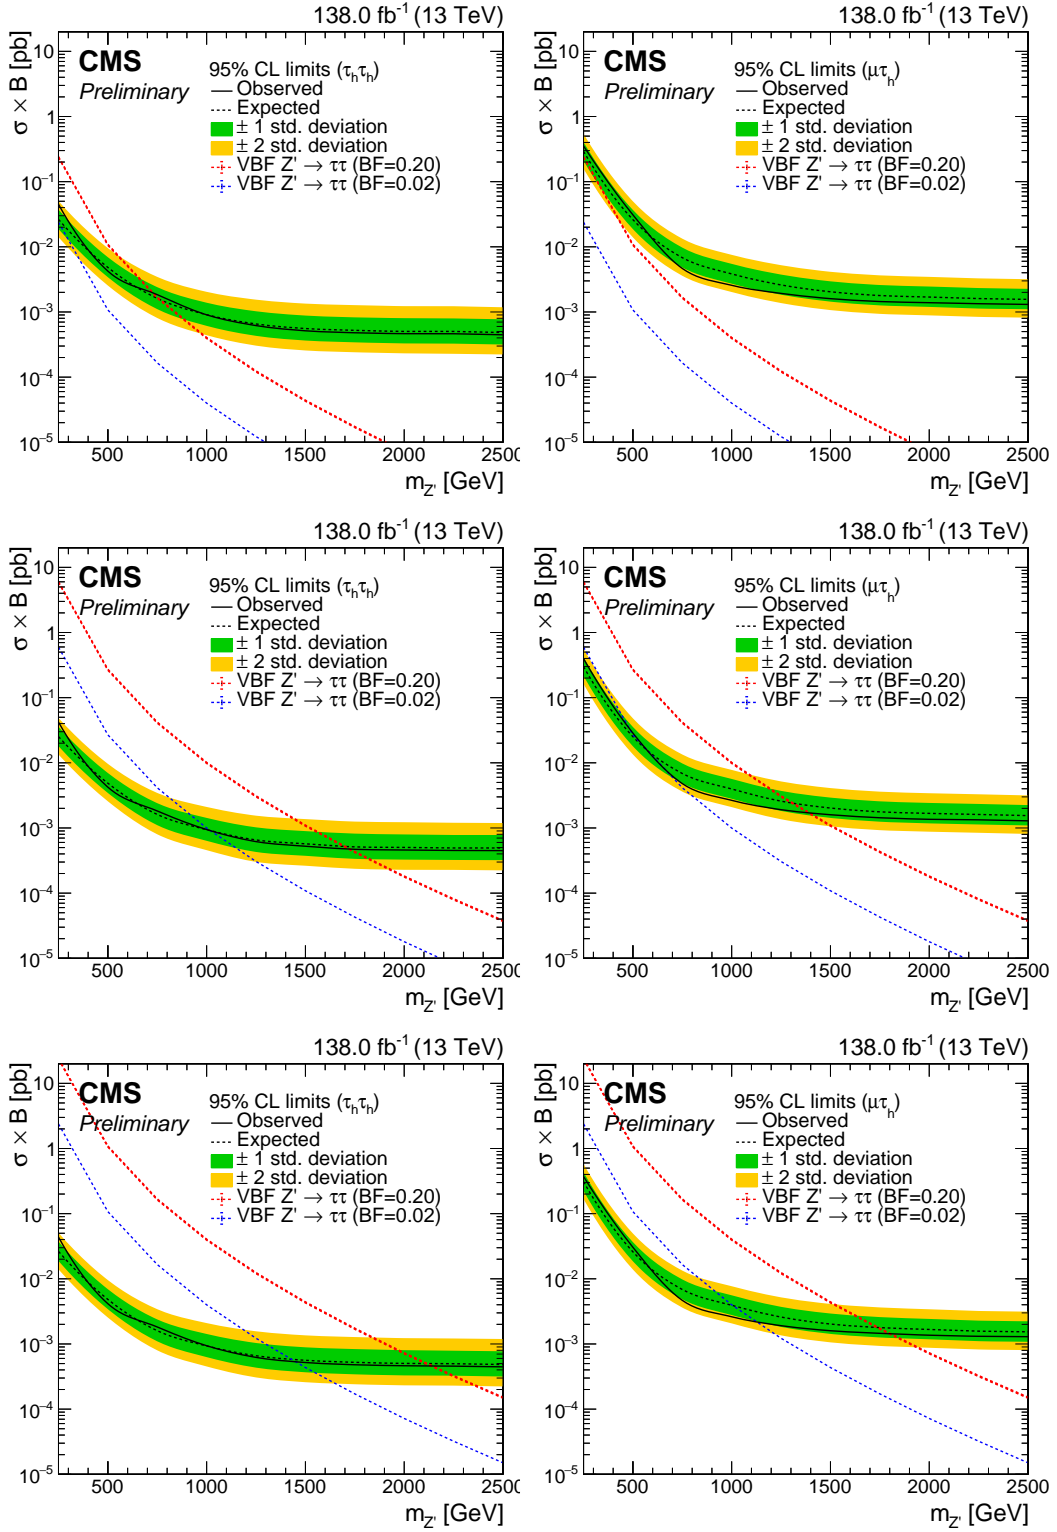 138.0 fb⁻¹ (13 TeV)
σ × B [pb]
CMS
Preliminary
95% CL limits (τₕτₕ)
Observed
Expected
± 1 std. deviation
± 2 std. deviation
VBF Z' → ττ (BF=0.20)
VBF Z' → ττ (BF=0.02)
10
1
10⁻¹
10⁻²
10⁻³
10⁻⁴
10⁻⁵
500 1000 1500 2000 2500
m_Z' [GeV]
138.0 fb⁻¹ (13 TeV)
σ × B [pb]
CMS
Preliminary
95% CL limits (μτₕ)
Observed
Expected
± 1 std. deviation
± 2 std. deviation
VBF Z' → ττ (BF=0.20)
VBF Z' → ττ (BF=0.02)
10
1
10⁻¹
10⁻²
10⁻³
10⁻⁴
10⁻⁵
500 1000 1500 2000 2500
m_Z' [GeV]
138.0 fb⁻¹ (13 TeV)
σ × B [pb]
CMS
Preliminary
95% CL limits (τₕτₕ)
Observed
Expected
± 1 std. deviation
± 2 std. deviation
VBF Z' → ττ (BF=0.20)
VBF Z' → ττ (BF=0.02)
10
1
10⁻¹
10⁻²
10⁻³
10⁻⁴
10⁻⁵
500 1000 1500 2000 2500
m_Z' [GeV]
138.0 fb⁻¹ (13 TeV)
σ × B [pb]
CMS
Preliminary
95% CL limits (μτₕ)
Observed
Expected
± 1 std. deviation
± 2 std. deviation
VBF Z' → ττ (BF=0.20)
VBF Z' → ττ (BF=0.02)
10
1
10⁻¹
10⁻²
10⁻³
10⁻⁴
10⁻⁵
500 1000 1500 2000 2500
m_Z' [GeV]
138.0 fb⁻¹ (13 TeV)
σ × B [pb]
CMS
Preliminary
95% CL limits (τₕτₕ)
Observed
Expected
± 1 std. deviation
± 2 std. deviation
VBF Z' → ττ (BF=0.20)
VBF Z' → ττ (BF=0.02)
10
1
10⁻¹
10⁻²
10⁻³
10⁻⁴
10⁻⁵
500 1000 1500 2000 2500
m_Z' [GeV]
138.0 fb⁻¹ (13 TeV)
σ × B [pb]
CMS
Preliminary
95% CL limits (μτₕ)
Observed
Expected
± 1 std. deviation
± 2 std. deviation
VBF Z' → ττ (BF=0.20)
VBF Z' → ττ (BF=0.02)
10
1
10⁻¹
10⁻²
10⁻³
10⁻⁴
10⁻⁵
500 1000 1500 2000 2500
m_Z' [GeV]